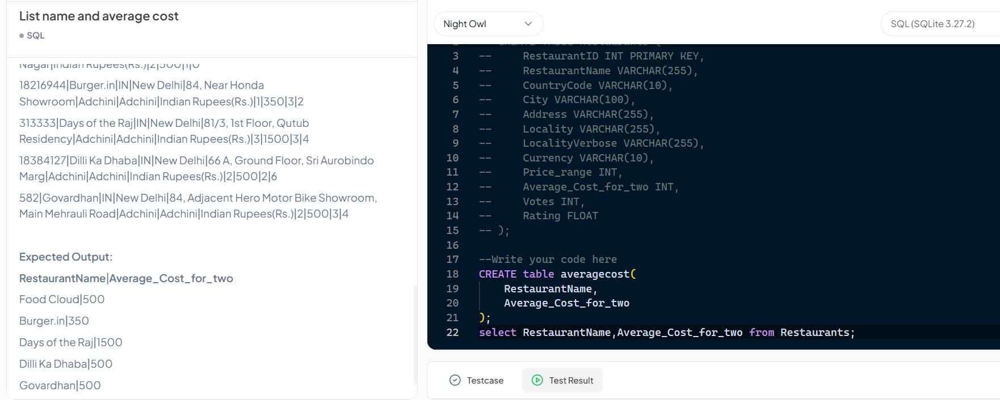 List name and average cost
SQL
Nagar|Indian Rupees(Rs.)|2|500|1|0
18216944|Burger.in|IN|New Delhi|84, Near Honda
Showroom|Adchini|Adchini|Indian Rupees(Rs.)|1|350|3|2
313333|Days of the Raj|IN|New Delhi|81/3, 1st Floor, Qutub
Residency|Adchini|Adchini|Indian Rupees(Rs.)|3|1500|3|4
18384127|Dilli Ka Dhaba|IN|New Delhi|66 A, Ground Floor, Sri Aurobindo
Marg|Adchini|Adchini|Indian Rupees(Rs.)|2|500|2|6
582|Govardhan|IN|New Delhi|84, Adjacent Hero Motor Bike Showroom,
Main Mehrauli Road|Adchini|Adchini|Indian Rupees(Rs.)|2|500|3|4
Expected Output:
RestaurantName|Average_Cost_for_two
Food Cloud|500
Burger.in|350
Days of the Raj|1500
Dilli Ka Dhaba|500
Govardhan|500
Night Owl
SQL (SQLite 3.27.2)
3 -- RestaurantID INT PRIMARY KEY,
4 -- RestaurantName VARCHAR(255),
5 -- CountryCode VARCHAR(10),
6 -- City VARCHAR(100),
7 -- Address VARCHAR(255),
8 -- Locality VARCHAR(255),
9 -- LocalityVerbose VARCHAR(255),
10 -- Currency VARCHAR(10),
11 -- Price_range INT,
12 -- Average_Cost_for_two INT,
13 -- Votes INT,
14 -- Rating FLOAT
15 -- );
16
17 --Write your code here
18 CREATE table averagecost(
19 RestaurantName,
20 Average_Cost_for_two
21 );
22 select RestaurantName,Average_Cost_for_two from Restaurants;
Testcase
Test Result